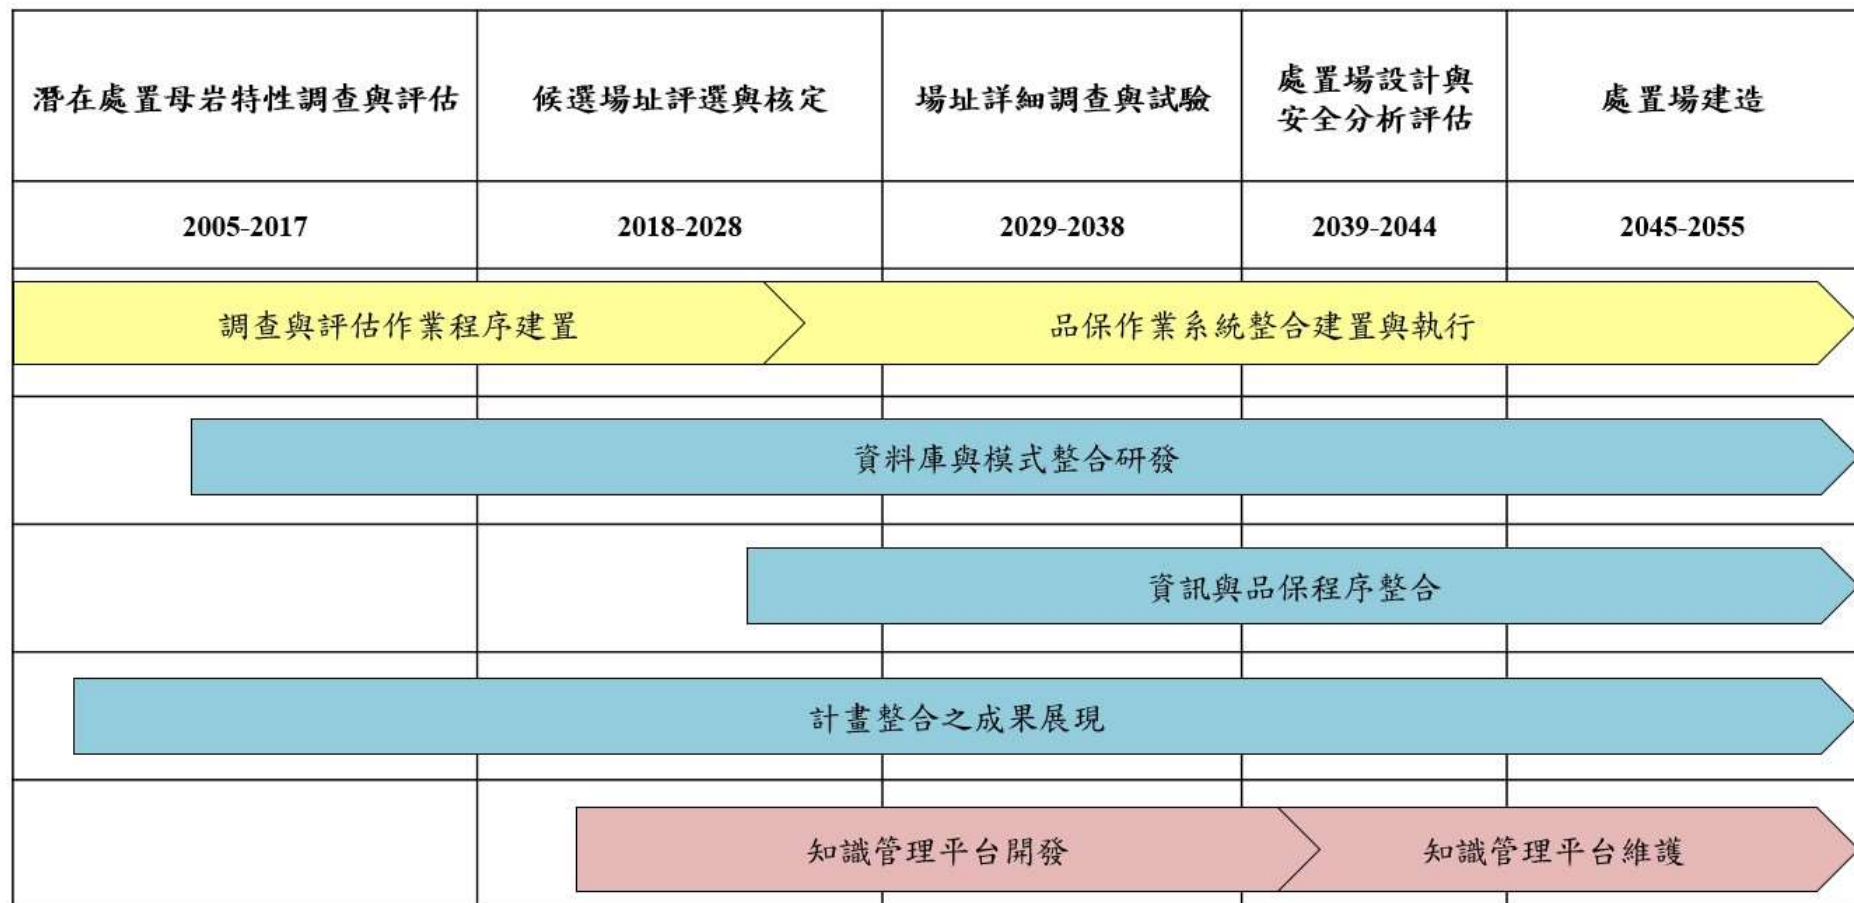 潛在處置母岩特性調查與評估
候選場址評選與核定
場址詳細調查與試驗
處置場設計與
安全分析評估
處置場建造
2005-2017
2018-2028
2029-2038
2039-2044
2045-2055
調查與評估作業程序建置
品保作業系統整合建置與執行
資料庫與模式整合研發
資訊與品保程序整合
計畫整合之成果展現
知識管理平台開發
知識管理平台維護